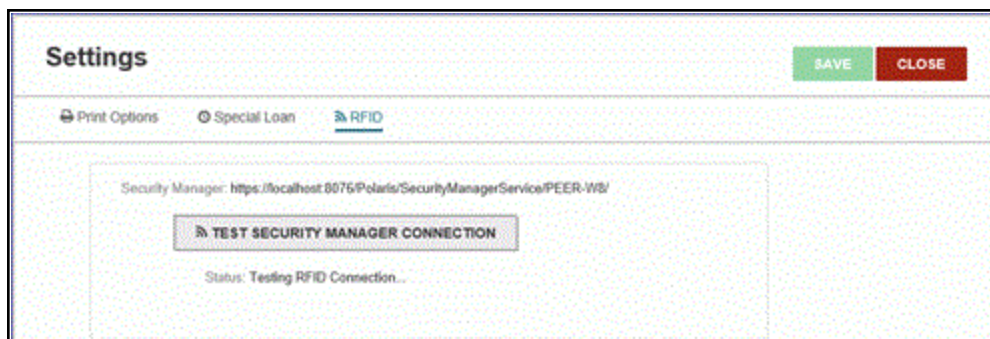 Settings
SAVE
CLOSE
Print Options
Special Loan
RFID
Security Manager: https://localhost:8076/Polaris/SecurityManagerService/PEER-W8/
TEST SECURITY MANAGER CONNECTION
Status: Testing RFID Connection...